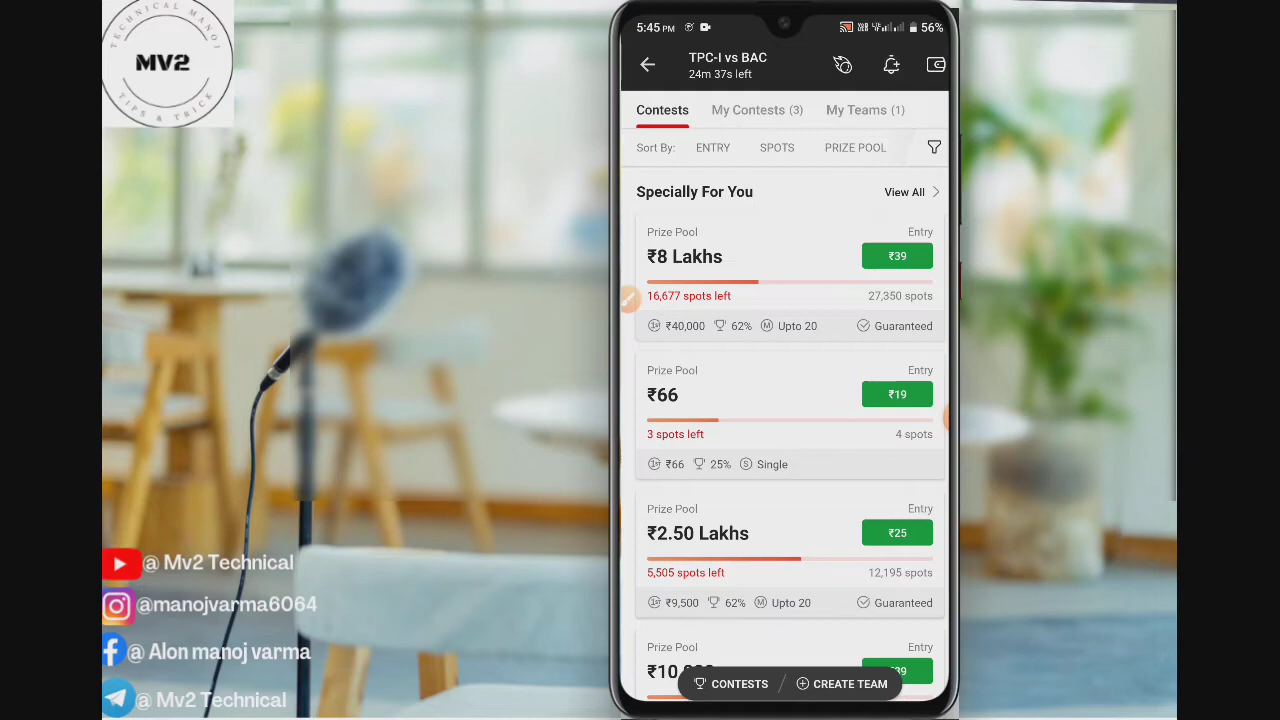 TECHNICAL MANOJ
MV2
TIPS & TRICK
@ Mv2 Technical
@manojvarma6064
@ Alon manoj varma
@ Mv2 Technical
5:45 PM
56%
TPC-I vs BAC
24m 37s left
Contests My Contests (3) My Teams (1)
Sort By: ENTRY SPOTS PRIZE POOL
Specially For You View All
Prize Pool Entry
₹8 Lakhs ₹39
16,677 spots left 27,350 spots
₹40,000 62% M Upto 20 Guaranteed
Prize Pool Entry
₹66 ₹19
3 spots left 4 spots
₹66 25% S Single
Prize Pool Entry
₹2.50 Lakhs ₹25
5,505 spots left 12,195 spots
₹9,500 62% M Upto 20 Guaranteed
Prize Pool Entry
CONTESTS CREATE TEAM